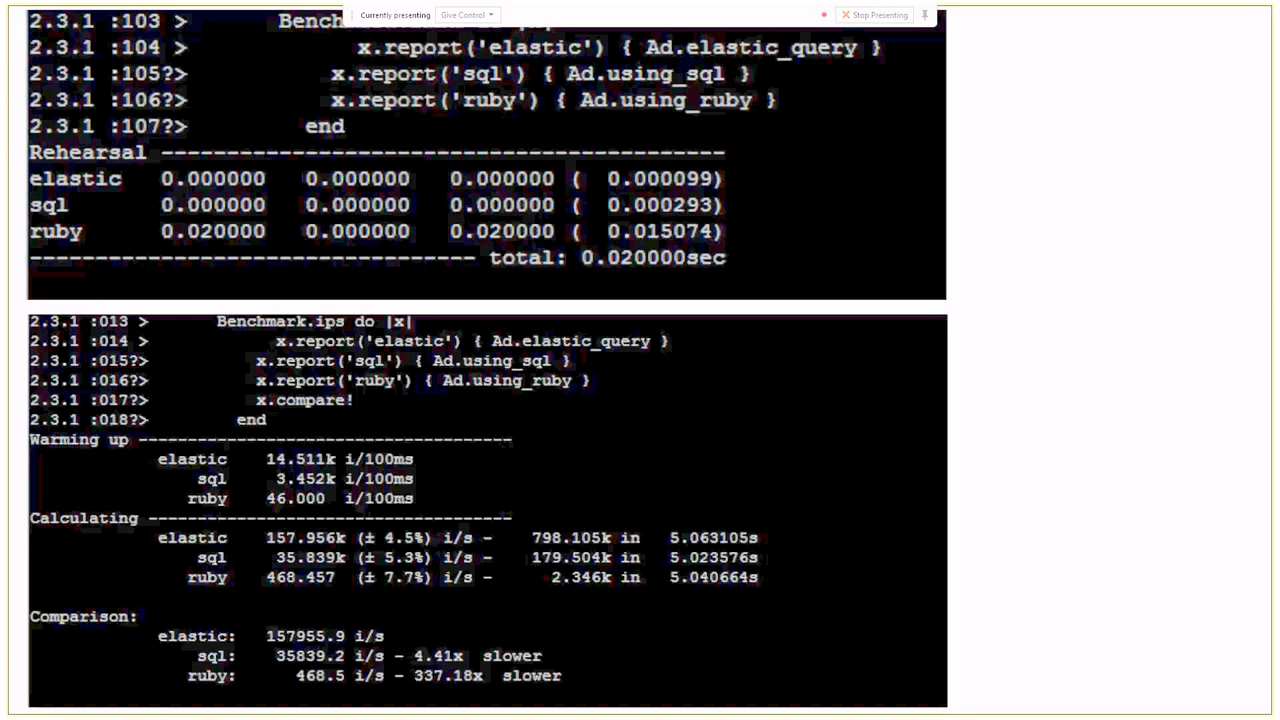 Currently presenting Give Control Stop Presenting
2.3.1 :103 >
2.3.1 :104 > x.report('elastic') { Ad.elastic_query }
2.3.1 :105?> x.report('sql') { Ad.using_sql }
2.3.1 :106?> x.report('ruby') { Ad.using_ruby }
2.3.1 :107?> end
Rehearsal -------------------------------------------
elastic 0.000000 0.000000 0.000000 ( 0.000099)
sql 0.000000 0.000000 0.000000 ( 0.000293)
ruby 0.020000 0.000000 0.020000 ( 0.015074)
---------------------------------- total: 0.020000sec
2.3.1 :013 > Benchmark.ips do |x|
2.3.1 :014 > x.report('elastic') { Ad.elastic_query }
2.3.1 :015?> x.report('sql') { Ad.using_sql }
2.3.1 :016?> x.report('ruby') { Ad.using_ruby }
2.3.1 :017?> x.compare!
2.3.1 :018?> end
Warming up --------------------------------------
elastic 14.511k i/100ms
sql 3.452k i/100ms
ruby 46.000 i/100ms
Calculating -------------------------------------
elastic 157.956k (± 4.5%) i/s - 798.105k in 5.063105s
sql 35.839k (± 5.3%) i/s - 179.504k in 5.023576s
ruby 468.457 (± 7.7%) i/s - 2.346k in 5.040664s
Comparison:
elastic: 157955.9 i/s
sql: 35839.2 i/s - 4.41x slower
ruby: 468.5 i/s - 337.18x slower